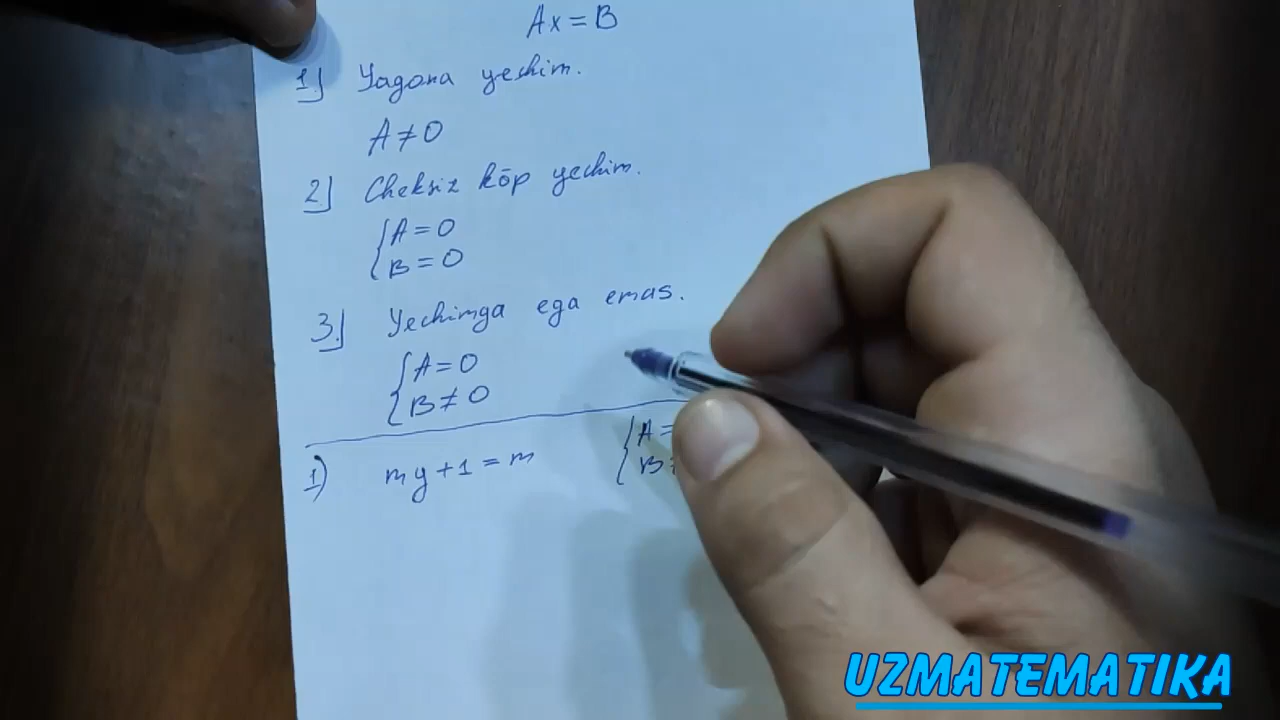 Ax = B
1.) Yagona yechim.
A ≠ 0
2) Cheksiz kōp yechim.
{A = 0
B = 0
3.) Yechimga ega emas.
{A = 0
B ≠ 0
1) my + 1 = m
{A =
B ≠
UZMATEMATIKA